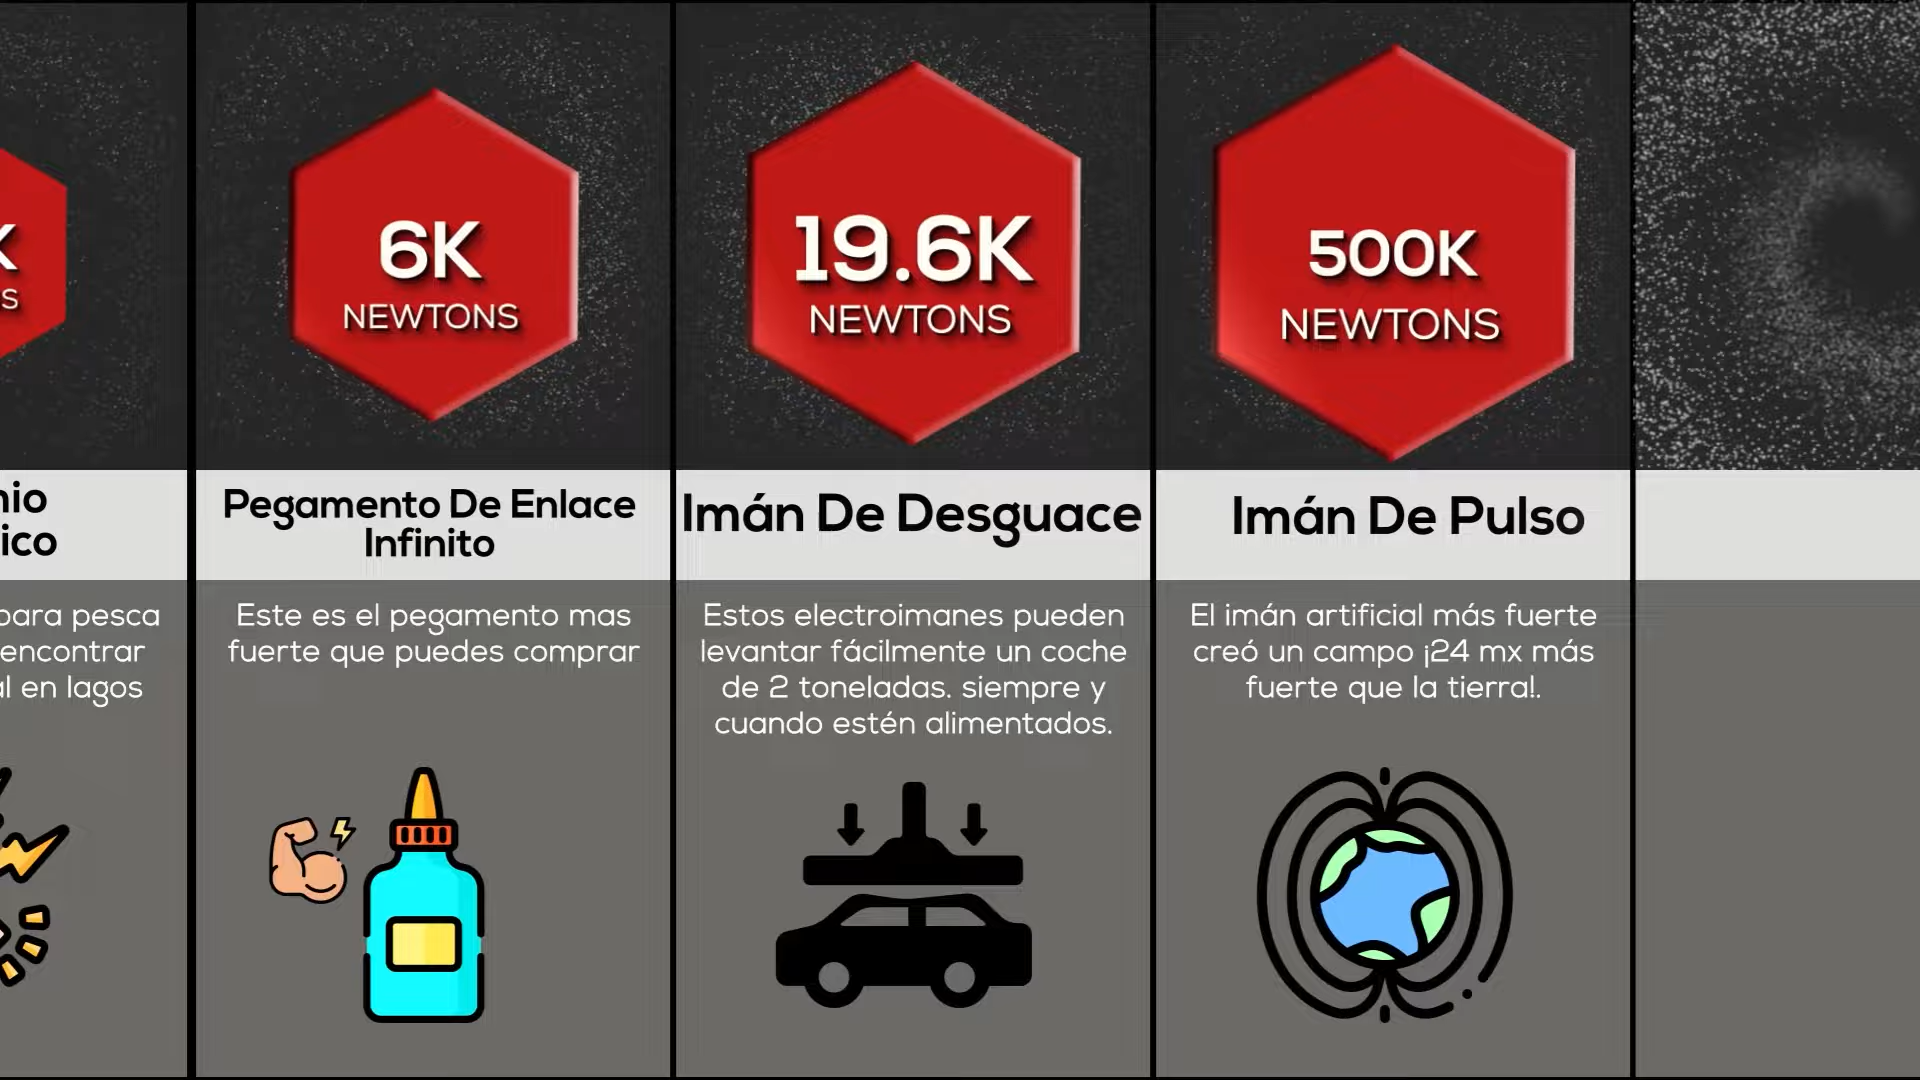 K
S
nio
ico
para pesca
encontrar
al en lagos
6K
NEWTONS
Pegamento De Enlace
Infinito
Este es el pegamento mas
fuerte que puedes comprar
19.6K
NEWTONS
Imán De Desguace
Estos electroimanes pueden
levantar fácilmente un coche
de 2 toneladas. siempre y
cuando estén alimentados.
500K
NEWTONS
Imán De Pulso
El imán artificial más fuerte
creó un campo ¡24 mx más
fuerte que la tierra!.